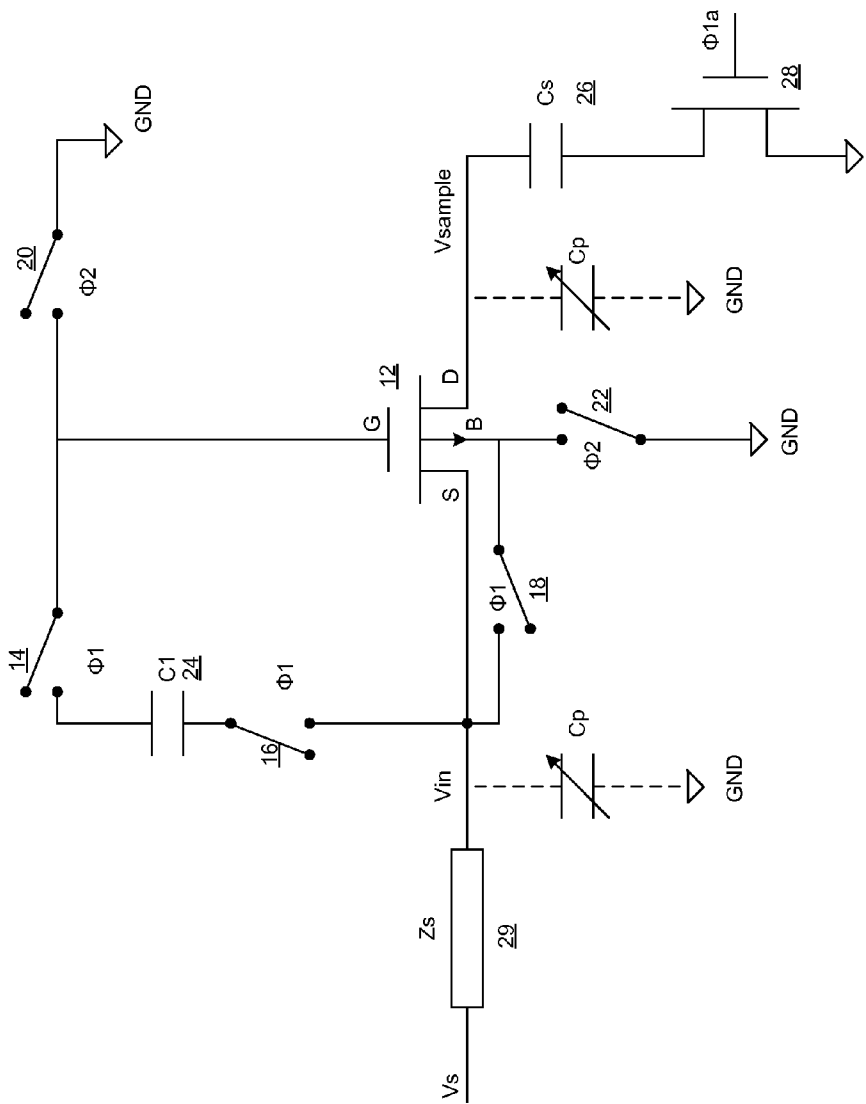 20
Φ2
GND
14
Φ1
C1
24
Φ1
16
G
12
S
B
D
Φ1
18
Φ2
22
GND
Vs
Zs
29
Vin
Cp
GND
Vsample
Cp
GND
Cs
26
Φ1a
28